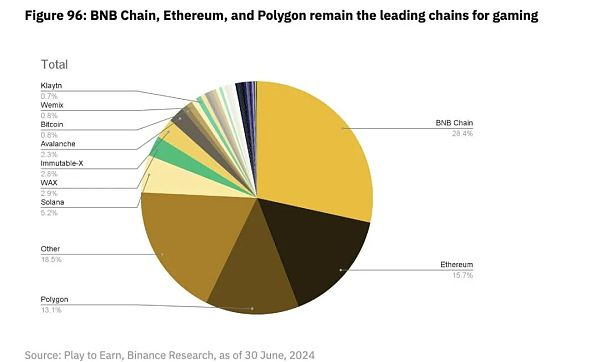 Figure 96: BNB Chain, Ethereum, and Polygon remain the leading chains for gaming
Total
Klaytn
0.7%
Wemix
0.8%
Bitcoin
0.8%
Avalanche
2.3%
Immutable-X
2.8%
WAX
2.9%
Solana
5.2%
Other
18.5%
Polygon
13.1%
BNB Chain
28.4%
Ethereum
15.7%
Source: Play to Earn, Binance Research, as of 30 June, 2024